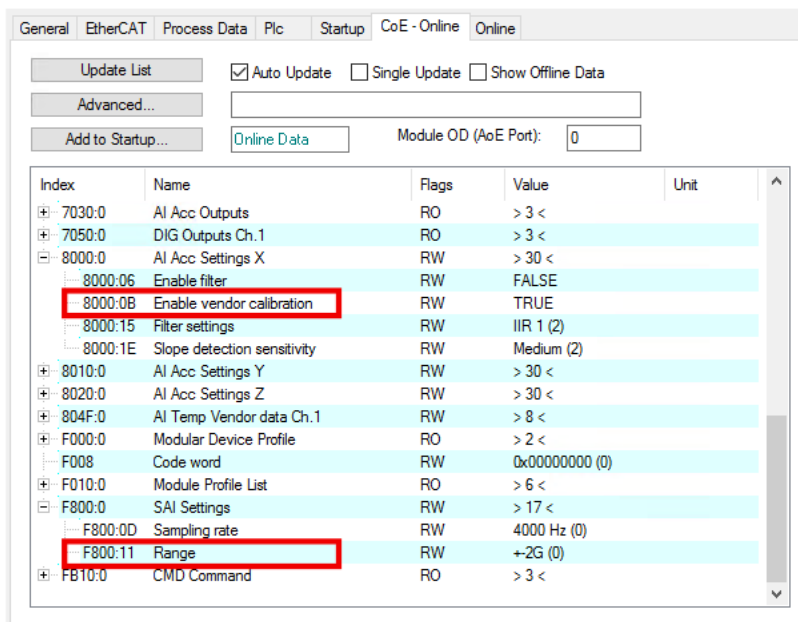 General EtherCAT Process Data Plc Startup CoE - Online Online
Update List Auto Update Single Update Show Offline Data
Advanced...
Add to Startup... Online Data Module OD (AoE Port): 0
Index Name Flags Value Unit
7030:0 AI Acc Outputs RO > 3 <
7050:0 DIG Outputs Ch.1 RO > 3 <
8000:0 AI Acc Settings X RW > 30 <
8000:06 Enable filter RW FALSE
8000:0B Enable vendor calibration RW TRUE
8000:15 Filter settings RW IIR 1 (2)
8000:1E Slope detection sensitivity RW Medium (2)
8010:0 AI Acc Settings Y RW > 30 <
8020:0 AI Acc Settings Z RW > 30 <
804F:0 AI Temp Vendor data Ch.1 RW > 8 <
F000:0 Modular Device Profile RO > 2 <
F008 Code word RW 0x00000000 (0)
F010:0 Module Profile List RO > 6 <
F800:0 SAI Settings RW > 17 <
F800:0D Sampling rate RW 4000 Hz (0)
F800:11 Range RW +-2G (0)
FB10:0 CMD Command RO > 3 <